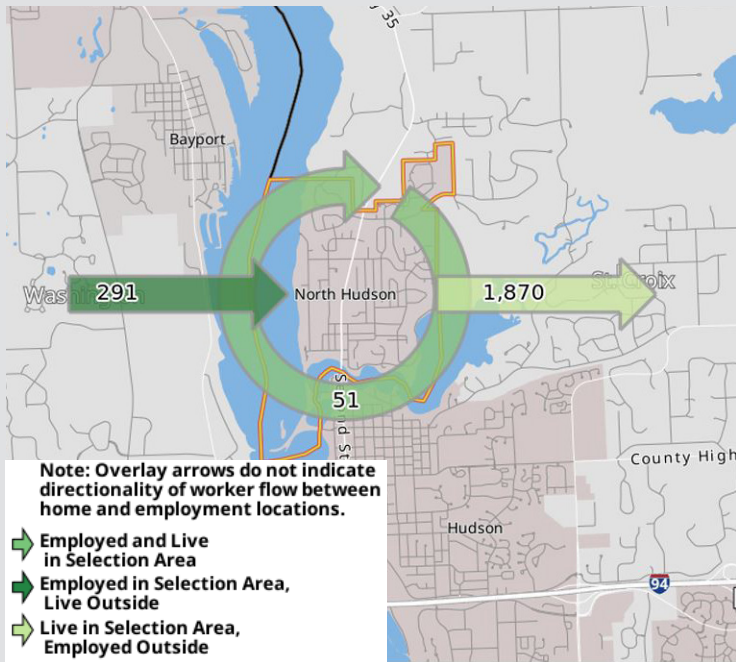 35
Bayport
Washington
291
North Hudson
1,870
St. Croix
51
County High
Hudson
94
Note: Overlay arrows do not indicate
directionality of worker flow between
home and employment locations.
Employed and Live
in Selection Area
Employed in Selection Area,
Live Outside
Live in Selection Area,
Employed Outside